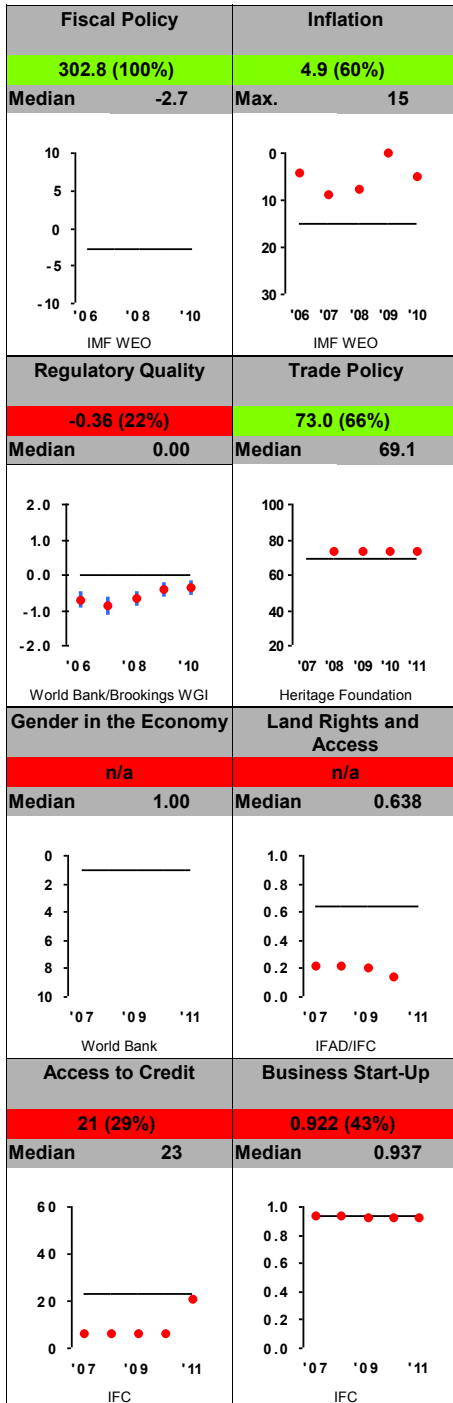 Fiscal Policy
302.8 (100%)
Median -2.7
10
5
0
-5
-10
'06 '08 '10
IMF WEO
Inflation
4.9 (60%)
Max. 15
0
10
20
30
'06 '07 '08 '09 '10
IMF WEO
Regulatory Quality
-0.36 (22%)
Median 0.00
2.0
1.0
0.0
-1.0
-2.0
'06 '08 '10
World Bank/Brookings WGI
Trade Policy
73.0 (66%)
Median 69.1
100
80
60
40
20
'07 '08 '09 '10 '11
Heritage Foundation
Gender in the Economy
n/a
Median 1.00
0
2
4
6
8
10
'07 '09 '11
World Bank
Land Rights and
Access
n/a
Median 0.638
1.0
0.8
0.6
0.4
0.2
0.0
'07 '09 '11
IFAD/IFC
Access to Credit
21 (29%)
Median 23
60
40
20
0
'07 '09 '11
IFC
Business Start-Up
0.922 (43%)
Median 0.937
1.0
0.8
0.6
0.4
0.2
0.0
'07 '09 '11
IFC